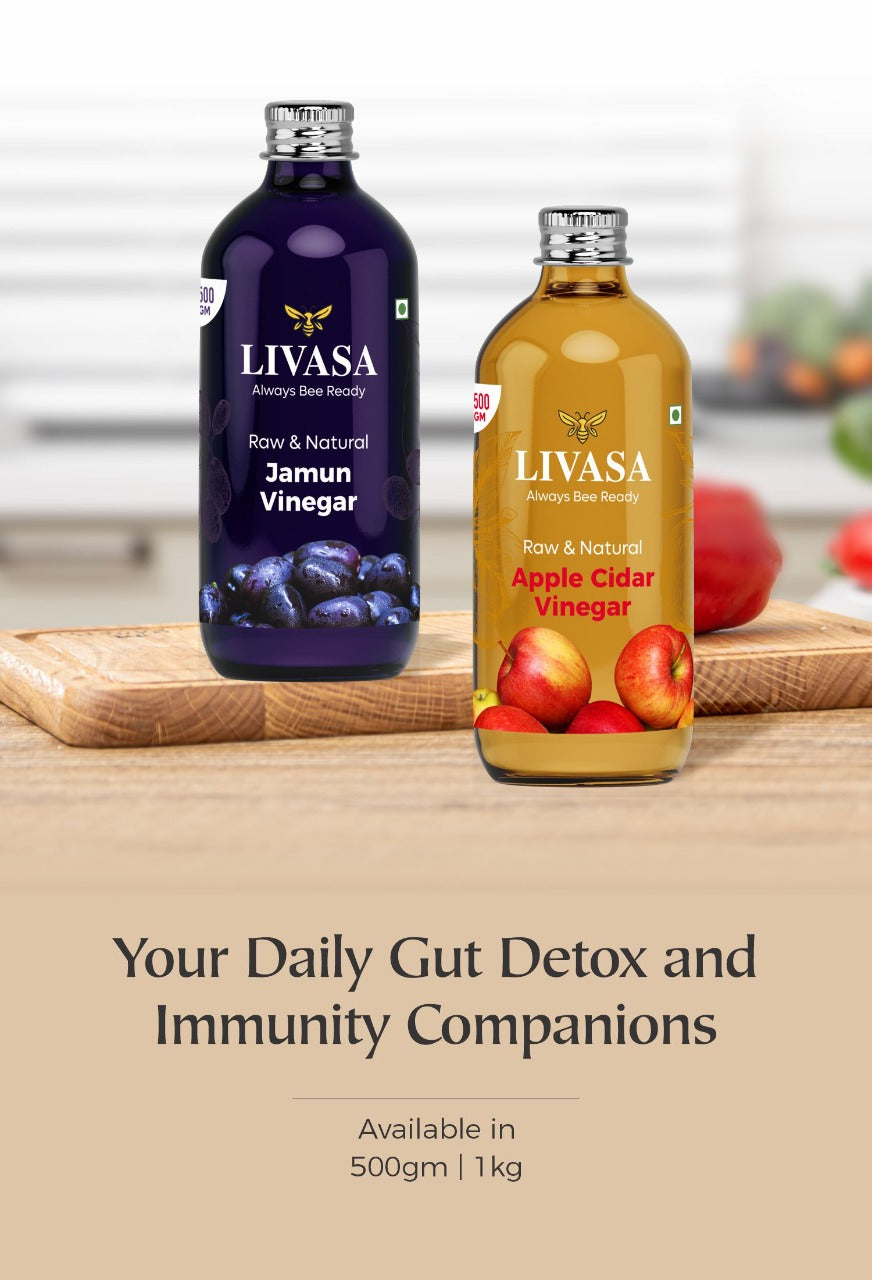 500
GM
LIVASA
Always Bee Ready
Raw & Natural
Jamun
Vinegar
500
GM
LIVASA
Always Bee Ready
Raw & Natural
Apple Cidar
Vinegar
Your Daily Gut Detox and
Immunity Companions
Available in
500gm | 1kg